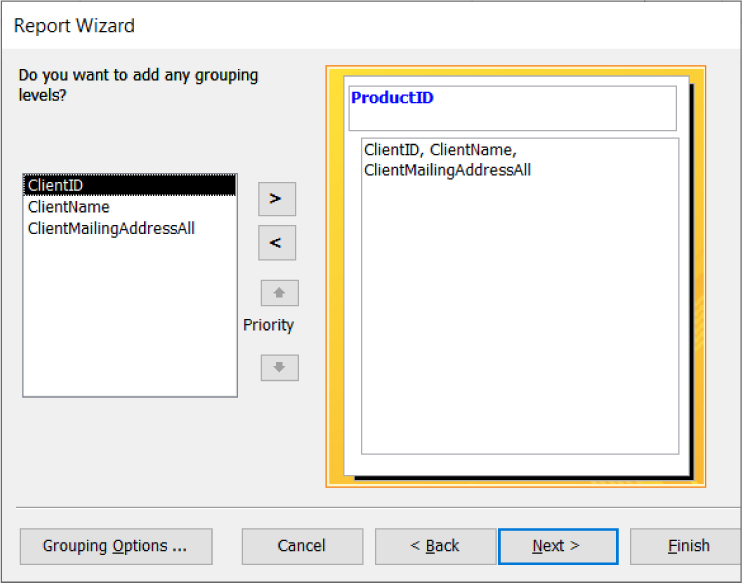 Report Wizard
Do you want to add any grouping
levels?
ClientID
ClientName
ClientMailingAddressAll
>
<
Priority
ProductID
ClientID, ClientName,
ClientMailingAddressAll
Grouping Options ...
Cancel
< Back
Next >
Finish